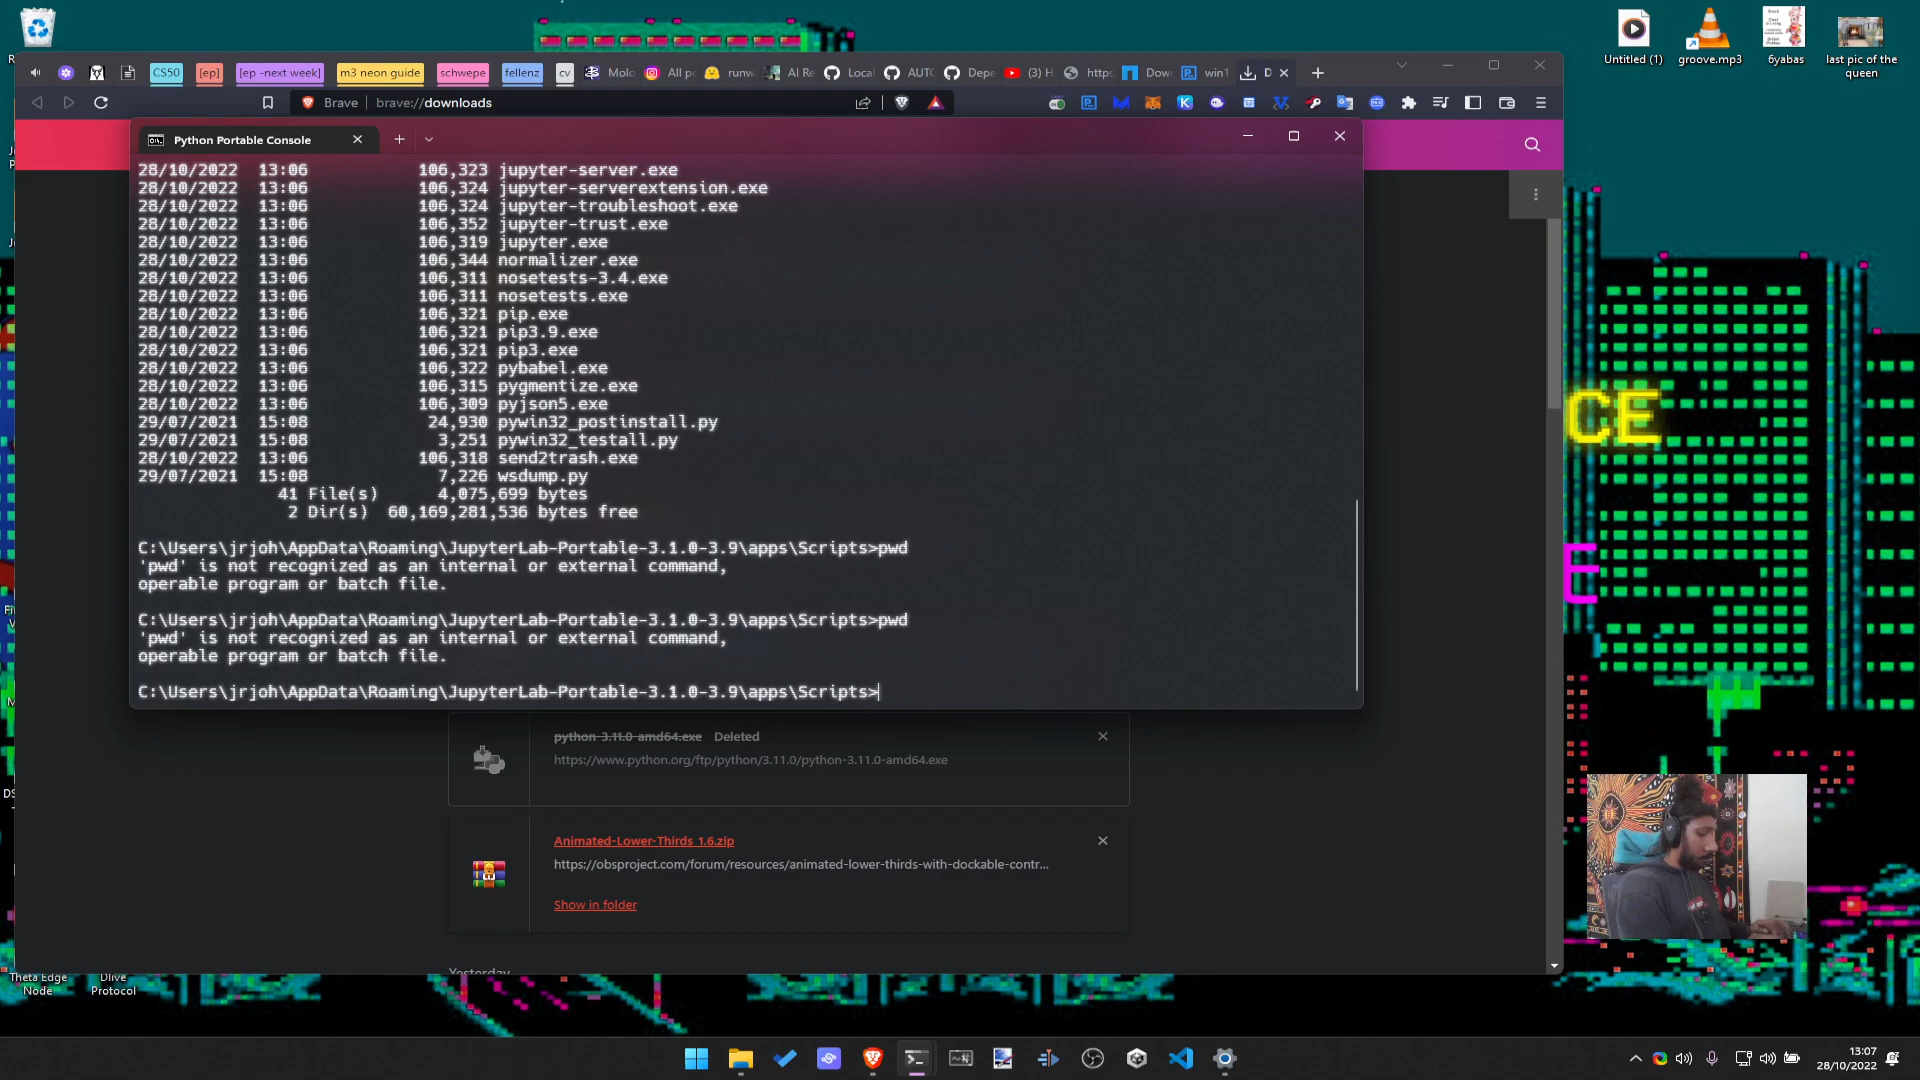 Untitled (1)
groove.mp3
6yabas
last pic of the
queen
CS50
[ep]
[ep -next week]
m3 neon guide
schwepe
fellenz
cv
Molo
All po
runw
AI Re
Local
AUTO
Depe
(3) H
https
Dow
win1
D
Brave
brave://downloads
Python Portable Console
28/10/2022  13:06           106,323 jupyter-server.exe
28/10/2022  13:06           106,324 jupyter-serverextension.exe
28/10/2022  13:06           106,324 jupyter-troubleshoot.exe
28/10/2022  13:06           106,352 jupyter-trust.exe
28/10/2022  13:06           106,319 jupyter.exe
28/10/2022  13:06           106,344 normalizer.exe
28/10/2022  13:06           106,311 nosetests-3.4.exe
28/10/2022  13:06           106,311 nosetests.exe
28/10/2022  13:06           106,321 pip.exe
28/10/2022  13:06           106,321 pip3.9.exe
28/10/2022  13:06           106,321 pip3.exe
28/10/2022  13:06           106,322 pybabel.exe
28/10/2022  13:06           106,315 pygmentize.exe
28/10/2022  13:06           106,309 pyjson5.exe
29/07/2021  15:08            24,930 pywin32_postinstall.py
29/07/2021  15:08             3,251 pywin32_testall.py
28/10/2022  13:06           106,318 send2trash.exe
29/07/2021  15:08             7,226 wsdump.py
41 File(s)      4,075,699 bytes
2 Dir(s)  60,169,281,536 bytes free
C:\Users\jrjoh\AppData\Roaming\JupyterLab-Portable-3.1.0-3.9\apps\Scripts>pwd
'pwd' is not recognized as an internal or external command,
operable program or batch file.
C:\Users\jrjoh\AppData\Roaming\JupyterLab-Portable-3.1.0-3.9\apps\Scripts>pwd
'pwd' is not recognized as an internal or external command,
operable program or batch file.
C:\Users\jrjoh\AppData\Roaming\JupyterLab-Portable-3.1.0-3.9\apps\Scripts>
CE
E
python-3.11.0-amd64.exe Deleted
https://www.python.org/ftp/python/3.11.0/python-3.11.0-amd64.exe
Animated-Lower-Thirds_1.6.zip
https://obsproject.com/forum/resources/animated-lower-thirds-with-dockable-contr...
Show in folder
Yesterday
Theta Edge
Node
Dlive
Protocol
13:07
28/10/2022